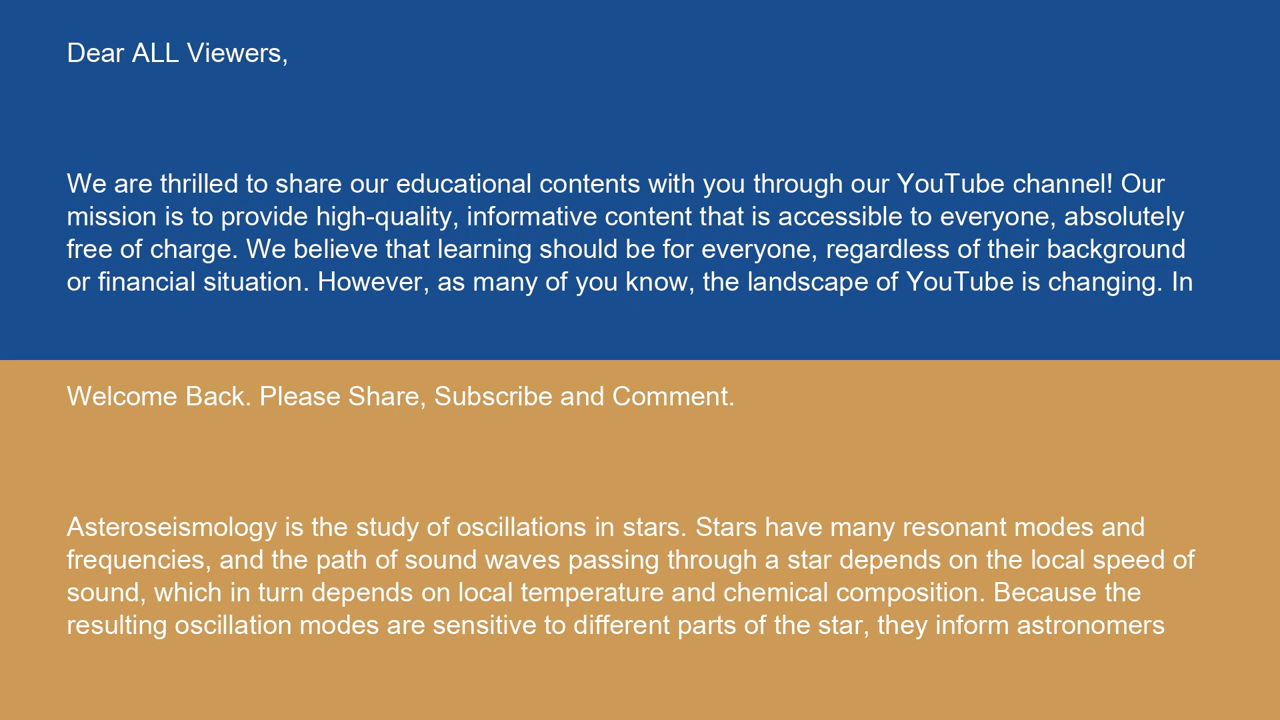 Dear ALL Viewers,
We are thrilled to share our educational contents with you through our YouTube channel! Our
mission is to provide high-quality, informative content that is accessible to everyone, absolutely
free of charge. We believe that learning should be for everyone, regardless of their background
or financial situation. However, as many of you know, the landscape of YouTube is changing. In
Welcome Back. Please Share, Subscribe and Comment.
Asteroseismology is the study of oscillations in stars. Stars have many resonant modes and
frequencies, and the path of sound waves passing through a star depends on the local speed of
sound, which in turn depends on local temperature and chemical composition. Because the
resulting oscillation modes are sensitive to different parts of the star, they inform astronomers